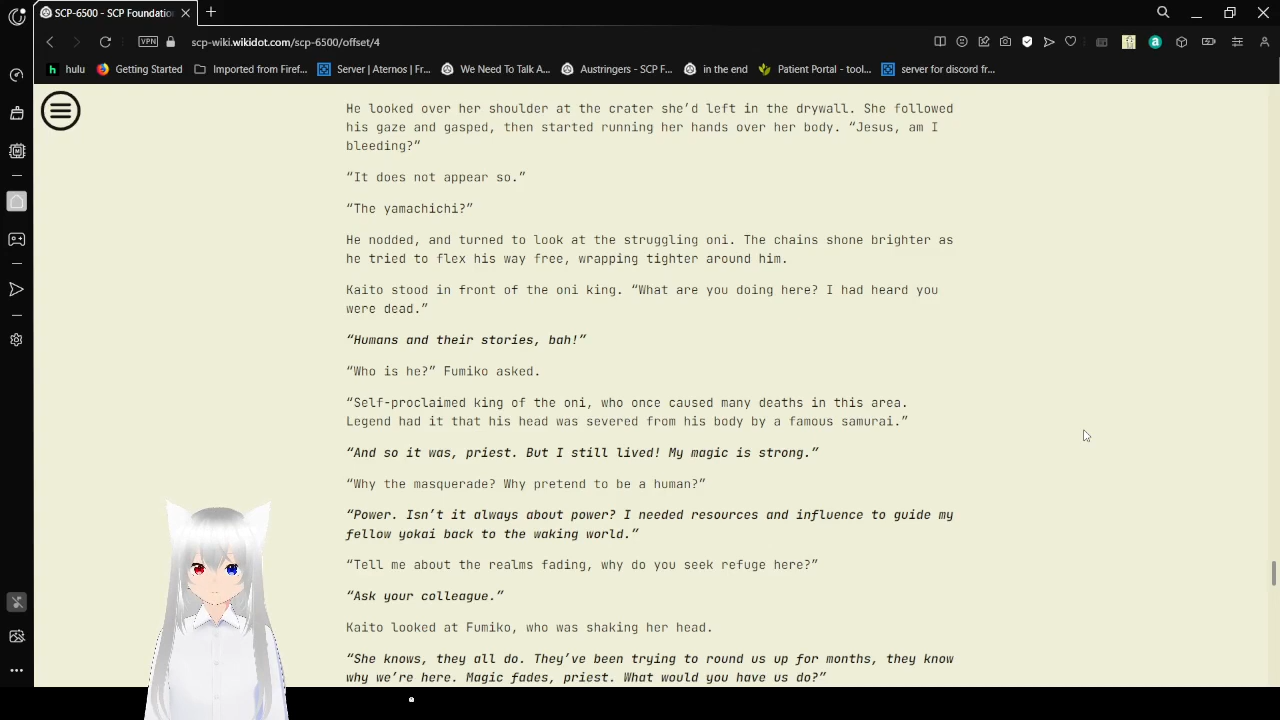 SCP-6500 - SCP Foundatio
scp-wiki.wikidot.com/scp-6500/offset/4
VPN
hulu
Getting Started
Imported from Firef...
Server | Aternos | Fr...
We Need To Talk A...
Austringers - SCP F...
in the end
Patient Portal - tool...
server for discord fr...
He looked over her shoulder at the crater she’d left in the drywall. She followed
his gaze and gasped, then started running her hands over her body. “Jesus, am I
bleeding?”
“It does not appear so.”
“The yamachichi?”
He nodded, and turned to look at the struggling oni. The chains shone brighter as
he tried to flex his way free, wrapping tighter around him.
Kaito stood in front of the oni king. “What are you doing here? I had heard you
were dead.”
“Humans and their stories, bah!”
“Who is he?” Fumiko asked.
“Self-proclaimed king of the oni, who once caused many deaths in this area.
Legend had it that his head was severed from his body by a famous samurai.”
“And so it was, priest. But I still lived! My magic is strong.”
“Why the masquerade? Why pretend to be a human?”
“Power. Isn’t it always about power? I needed resources and influence to guide my
fellow yokai back to the waking world.”
“Tell me about the realms fading, why do you seek refuge here?”
“Ask your colleague.”
Kaito looked at Fumiko, who was shaking her head.
“She knows, they all do. They’ve been trying to round us up for months, they know
why we’re here. Magic fades, priest. What would you have us do?”